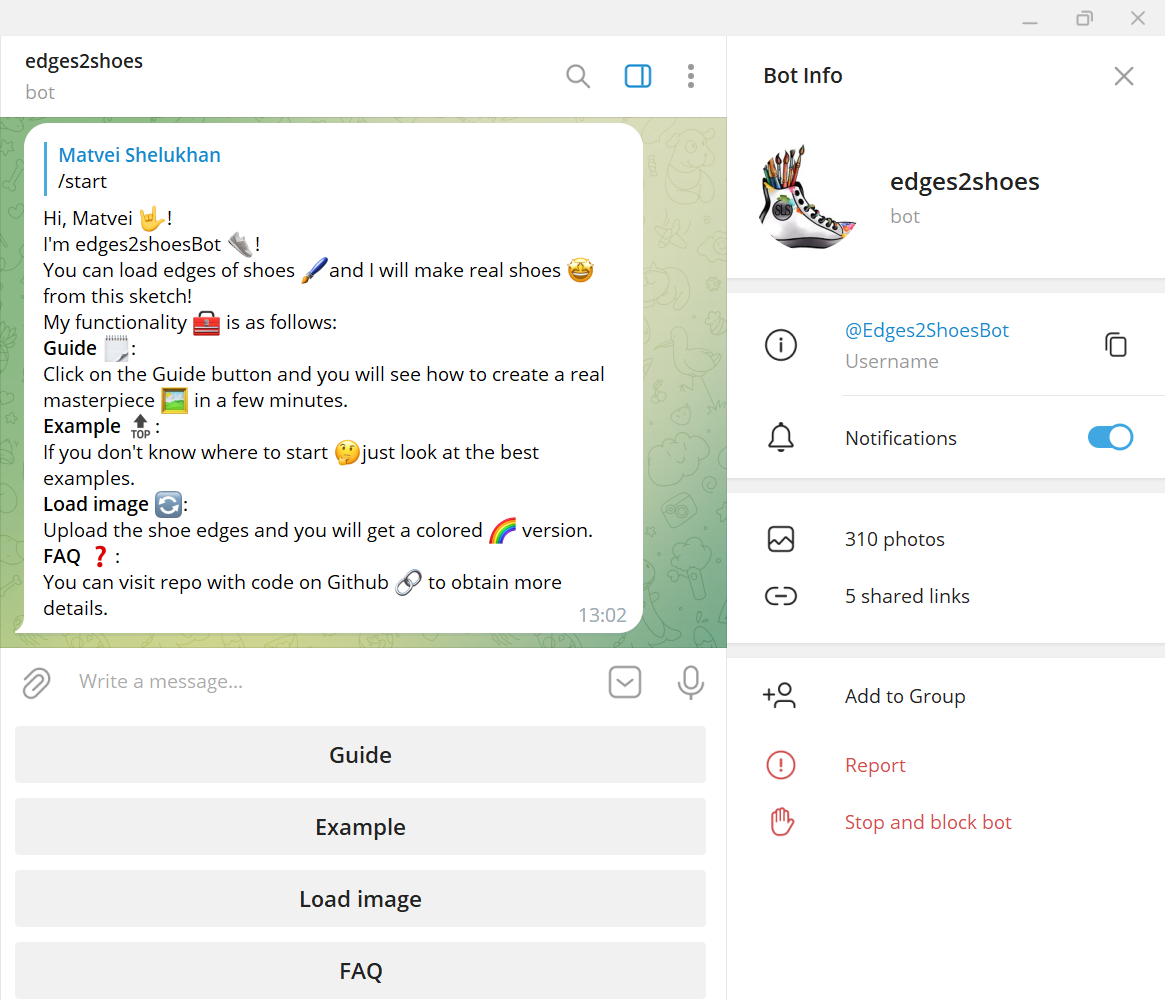 edges2shoes
bot
Matvei Shelukhan
/start
Hi, Matvei 🤟!
I'm edges2shoesBot 👟!
You can load edges of shoes 🖌️and I will make real shoes 🤩
from this sketch!
My functionality 🧰 is as follows:
Guide 🗒️:
Click on the Guide button and you will see how to create a real
masterpiece 🖼️ in a few minutes.
Example 🔝:
If you don't know where to start 🤔just look at the best
examples.
Load image 🔄:
Upload the shoe edges and you will get a colored 🌈 version.
FAQ ❓:
You can visit repo with code on Github 🔗 to obtain more
details.
13:02
Write a message...
Guide
Example
Load image
FAQ
Bot Info
SLS
edges2shoes
bot
@Edges2ShoesBot
Username
Notifications
310 photos
5 shared links
Add to Group
Report
Stop and block bot